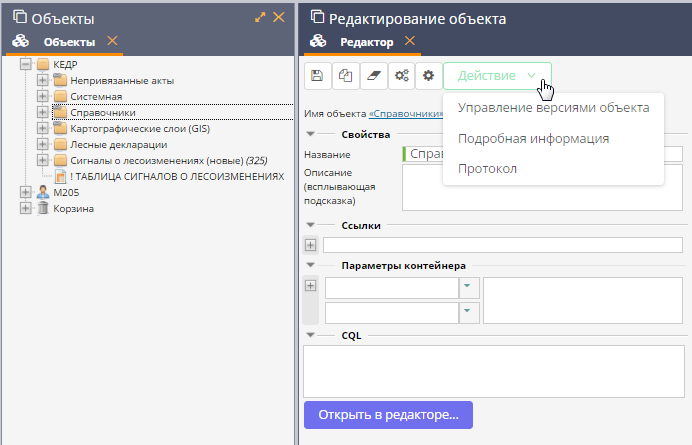 Объекты
Объекты
КЕДР
Непривязанные акты
Системная
Справочники
Картографические слои (GIS)
Лесные декларации
Сигналы о лесоизменениях (новые) (325)
! ТАБЛИЦА СИГНАЛОВ О ЛЕСОИЗМЕНЕНИЯХ
М205
Корзина
Редактирование объекта
Редактор
Действие
Управление версиями объекта
Подробная информация
Протокол
Имя объекта «Справочники»
Свойства
Название
Спра
Описание
(всплывающая
подсказка)
Ссылки
Параметры контейнера
CQL
Открыть в редакторе...